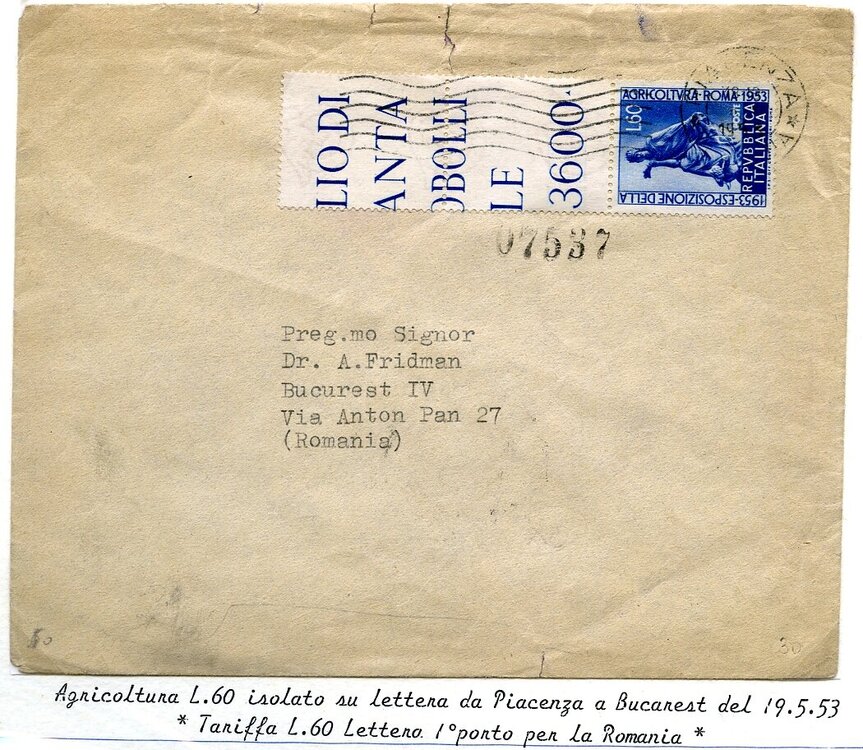 LIO DI
ANTA
OBOLLI
LE
3600
AGRICOLTVRA·ROMA·1953
L.60
POSTE
REPVBBLICA
ITALIANA
1953-ESPOSIZIONE DELLA
07537
Preg.mo Signor
Dr. A.Fridman
Bucurest IV
Via Anton Pan 27
(Romania)
50
30
Agricoltura L.60 isolato su lettera da Piacenza a Bucarest del 19.5.53
* Tariffa L.60 Lettera 1°porto per la Romania *